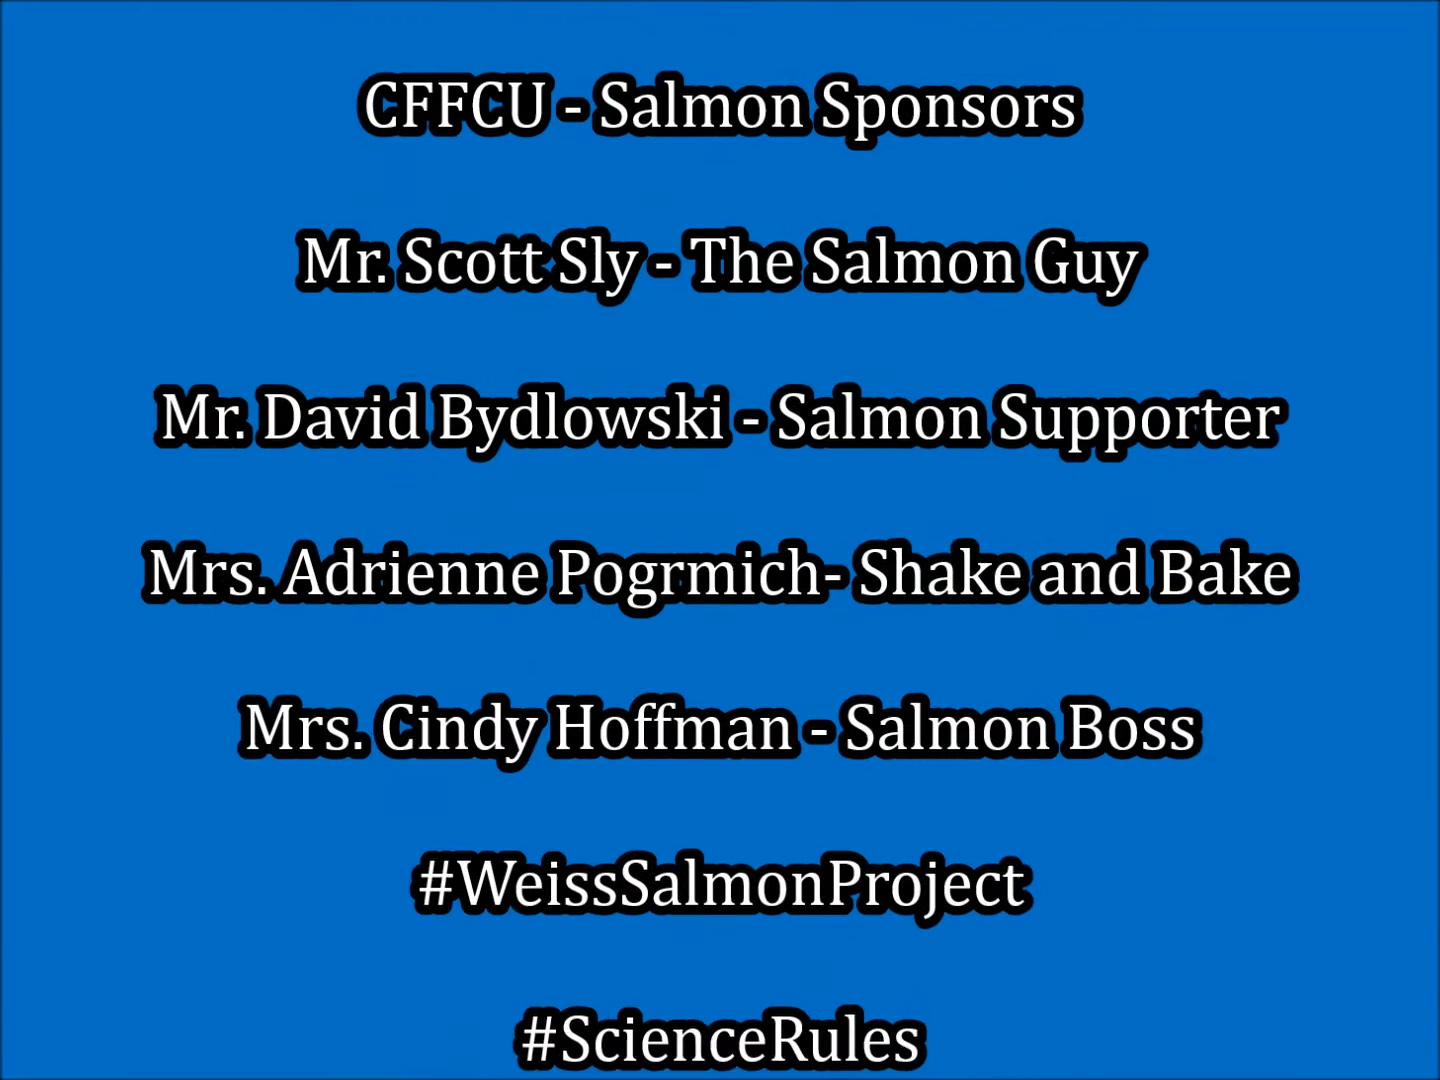 CFFCU - Salmon Sponsors
Mr. Scott Sly - The Salmon Guy
Mr. David Bydlowski - Salmon Supporter
Mrs. Adrienne Pogrmich- Shake and Bake
Mrs. Cindy Hoffman - Salmon Boss
#WeissSalmonProject
#ScienceRules